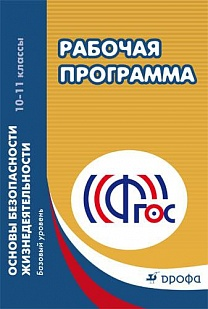 РАБОЧАЯ
ПРОГРАММА
10–11 классы
ОСНОВЫ БЕЗОПАСНОСТИ
ЖИЗНЕДЕЯТЕЛЬНОСТИ
Базовый уровень
ФГОС
ДРОФА